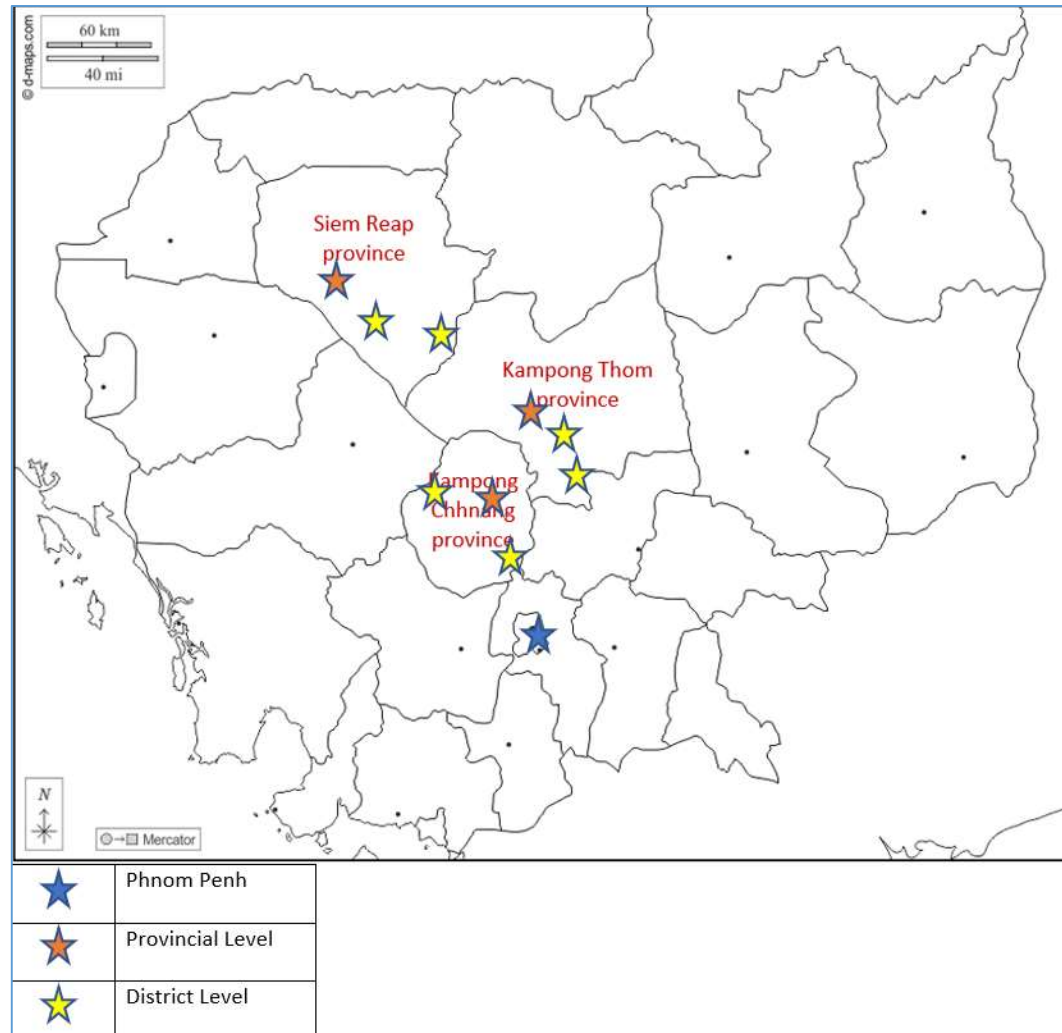 60 km
40 mi
© d-maps.com
Siem Reap
province
Kampong Thom
province
Kampong
Chhnang
province
N
Mercator
Phnom Penh
Provincial Level
District Level